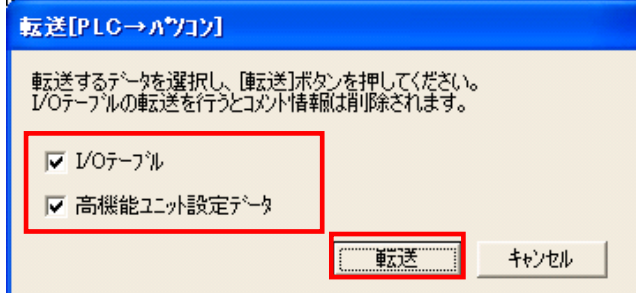 転送[PLC→ﾊﾟｿｺﾝ]
転送するﾃﾞｰﾀを選択し、[転送]ボタンを押してください。
I/Oﾃｰﾌﾞﾙの転送を行うとｺﾒﾝﾄ情報は削除されます。
I/Oﾃｰﾌﾞﾙ
高機能ﾕﾆｯﾄ設定ﾃﾞｰﾀ
転送
ｷｬﾝｾﾙ